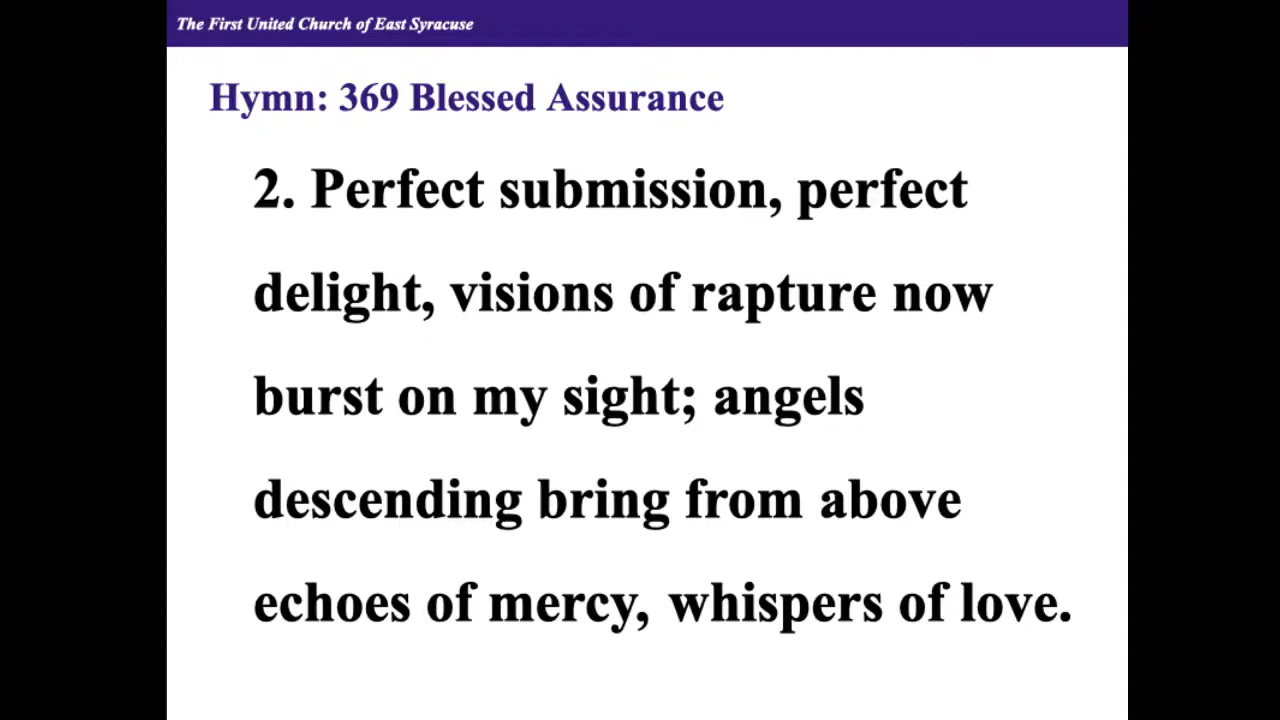 The First United Church of East Syracuse
Hymn: 369 Blessed Assurance
2. Perfect submission, perfect
delight, visions of rapture now
burst on my sight; angels
descending bring from above
echoes of mercy, whispers of love.